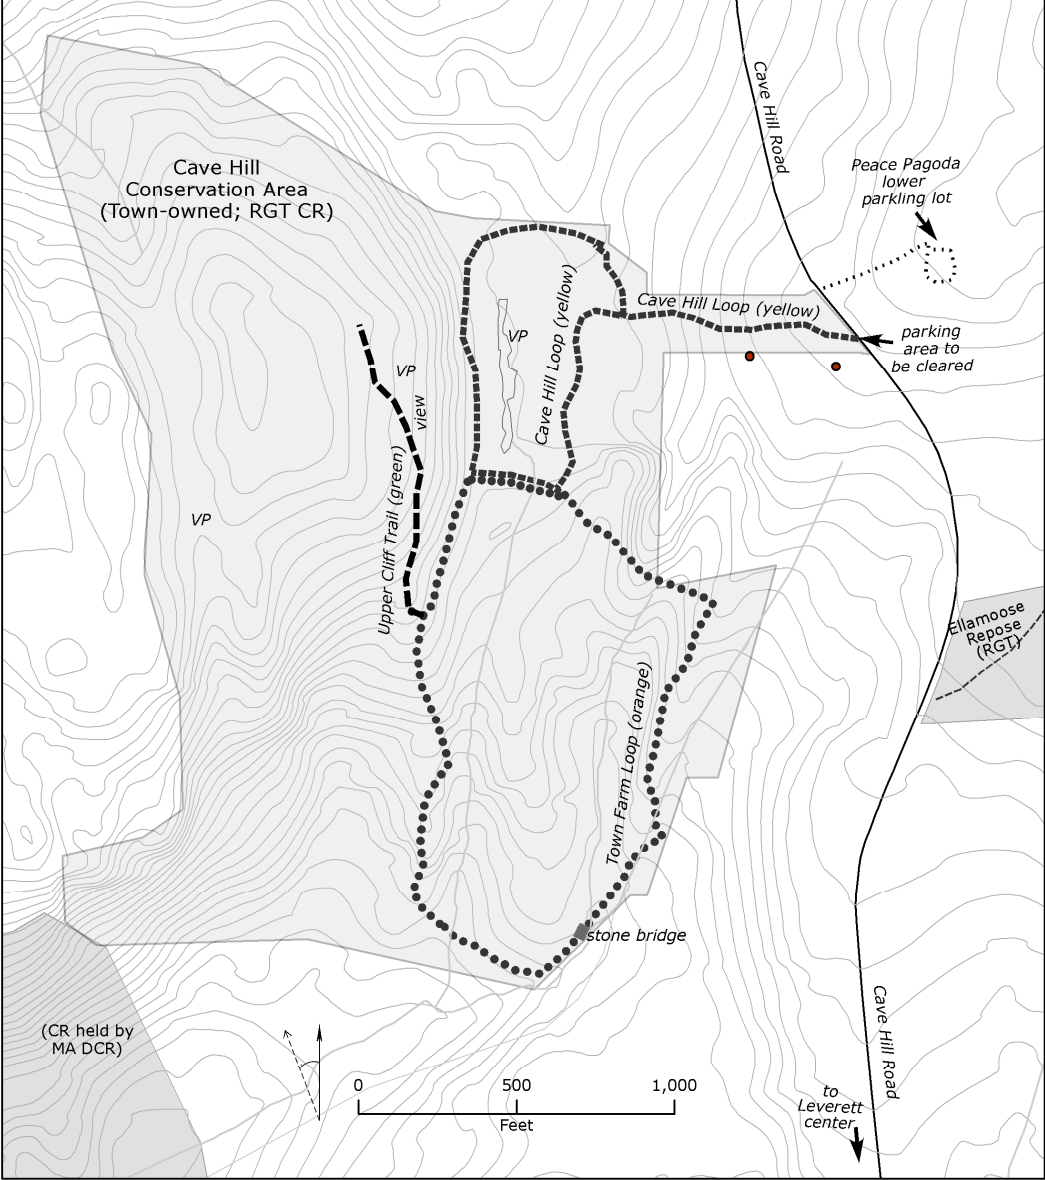 Cave Hill Road
Cave Hill
Conservation Area
(Town-owned; RGT CR)
Peace Pagoda
lower
parkling lot
Cave Hill Loop (yellow)
Cave Hill Loop (yellow)
VP
parking
area to
be cleared
VP
view
Upper Cliff Trail (green)
VP
Ellamoose
Repose
(RGT)
Town Farm Loop (orange)
stone bridge
(CR held by
MA DCR)
Cave Hill Road
0 500 1,000
Feet
to
Leverett
center